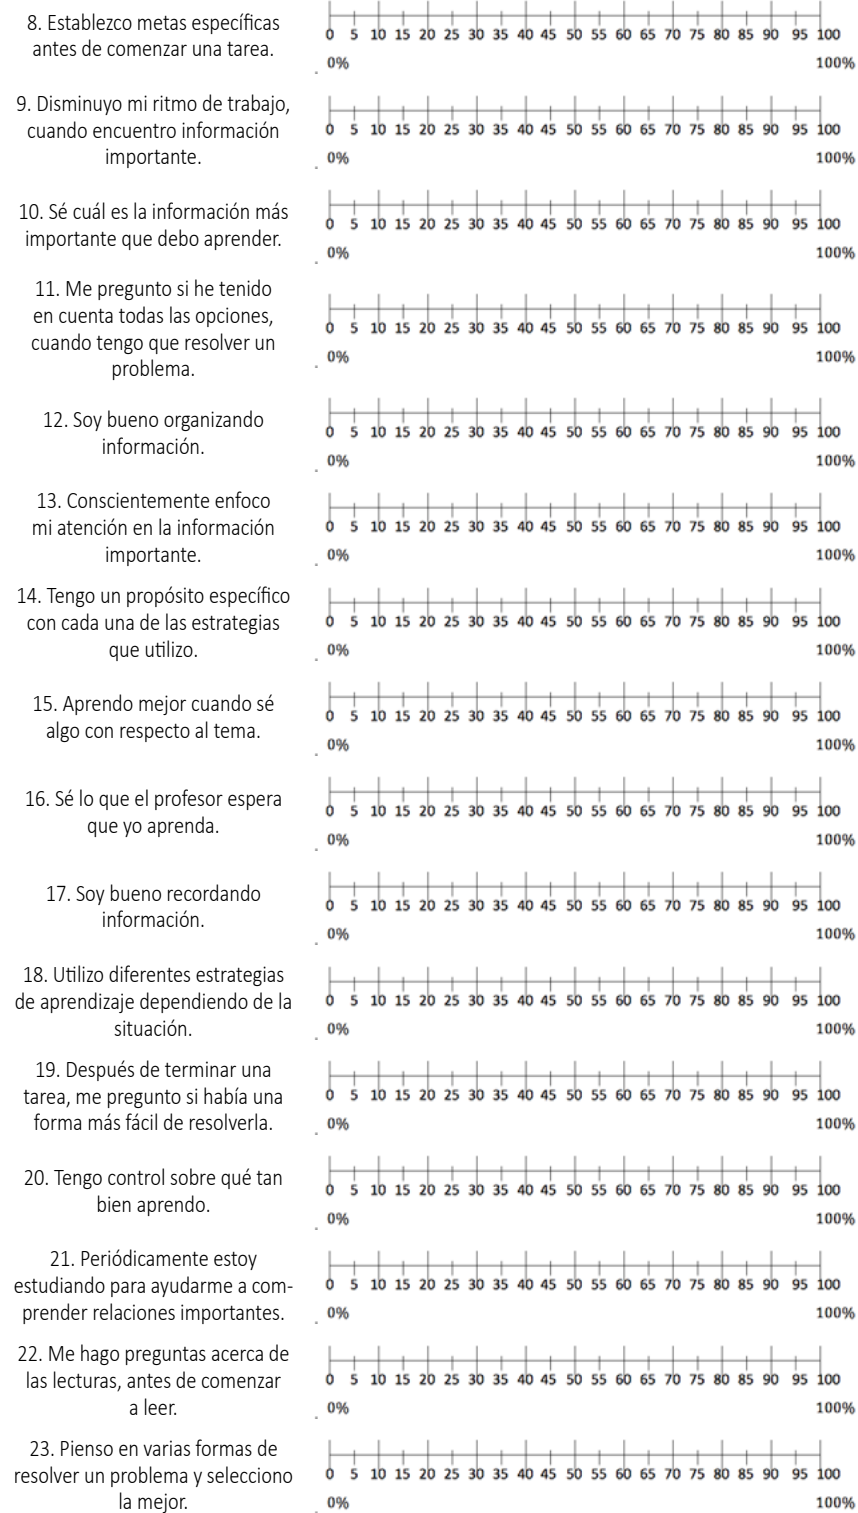 8. Establezco metas específicas
antes de comenzar una tarea.
0 5 10 15 20 25 30 35 40 45 50 55 60 65 70 75 80 85 90 95 100
0% 100%
9. Disminuyo mi ritmo de trabajo,
cuando encuentro información
importante.
0 5 10 15 20 25 30 35 40 45 50 55 60 65 70 75 80 85 90 95 100
0% 100%
10. Sé cuál es la información más
importante que debo aprender.
0 5 10 15 20 25 30 35 40 45 50 55 60 65 70 75 80 85 90 95 100
0% 100%
11. Me pregunto si he tenido
en cuenta todas las opciones,
cuando tengo que resolver un
problema.
0 5 10 15 20 25 30 35 40 45 50 55 60 65 70 75 80 85 90 95 100
0% 100%
12. Soy bueno organizando
información.
0 5 10 15 20 25 30 35 40 45 50 55 60 65 70 75 80 85 90 95 100
0% 100%
13. Conscientemente enfoco
mi atención en la información
importante.
0 5 10 15 20 25 30 35 40 45 50 55 60 65 70 75 80 85 90 95 100
0% 100%
14. Tengo un propósito específico
con cada una de las estrategias
que utilizo.
0 5 10 15 20 25 30 35 40 45 50 55 60 65 70 75 80 85 90 95 100
0% 100%
15. Aprendo mejor cuando sé
algo con respecto al tema.
0 5 10 15 20 25 30 35 40 45 50 55 60 65 70 75 80 85 90 95 100
0% 100%
16. Sé lo que el profesor espera
que yo aprenda.
0 5 10 15 20 25 30 35 40 45 50 55 60 65 70 75 80 85 90 95 100
0% 100%
17. Soy bueno recordando
información.
0 5 10 15 20 25 30 35 40 45 50 55 60 65 70 75 80 85 90 95 100
0% 100%
18. Utilizo diferentes estrategias
de aprendizaje dependiendo de la
situación.
0 5 10 15 20 25 30 35 40 45 50 55 60 65 70 75 80 85 90 95 100
0% 100%
19. Después de terminar una
tarea, me pregunto si había una
forma más fácil de resolverla.
0 5 10 15 20 25 30 35 40 45 50 55 60 65 70 75 80 85 90 95 100
0% 100%
20. Tengo control sobre qué tan
bien aprendo.
0 5 10 15 20 25 30 35 40 45 50 55 60 65 70 75 80 85 90 95 100
0% 100%
21. Periódicamente estoy
estudiando para ayudarme a com-
prender relaciones importantes.
0 5 10 15 20 25 30 35 40 45 50 55 60 65 70 75 80 85 90 95 100
0% 100%
22. Me hago preguntas acerca de
las lecturas, antes de comenzar
a leer.
0 5 10 15 20 25 30 35 40 45 50 55 60 65 70 75 80 85 90 95 100
0% 100%
23. Pienso en varias formas de
resolver un problema y selecciono
la mejor.
0 5 10 15 20 25 30 35 40 45 50 55 60 65 70 75 80 85 90 95 100
0% 100%